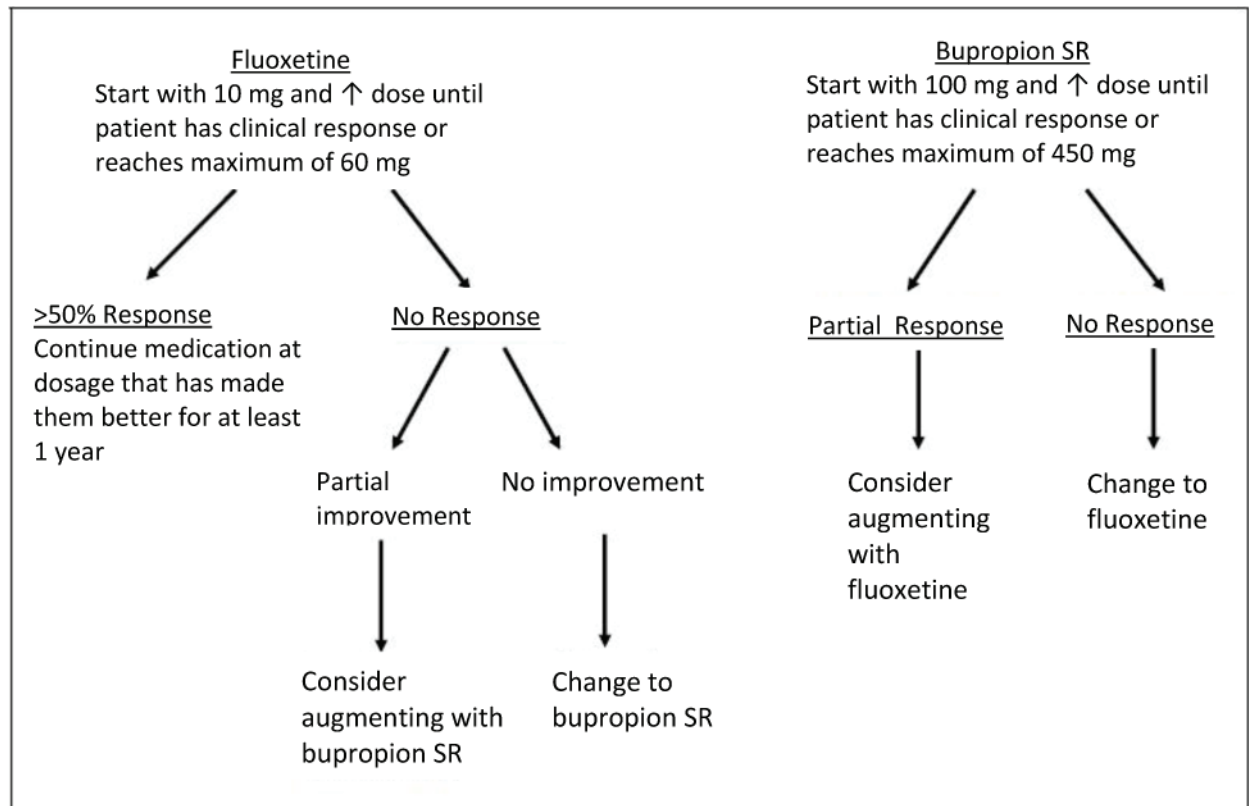 Fluoxetine
Start with 10 mg and ↑ dose until
patient has clinical response or
reaches maximum of 60 mg
>50% Response
Continue medication at
dosage that has made
them better for at least
1 year
No Response
Partial
improvement
No improvement
Consider
augmenting with
bupropion SR
Change to
bupropion SR
Bupropion SR
Start with 100 mg and ↑ dose until
patient has clinical response or
reaches maximum of 450 mg
Partial Response
No Response
Consider
augmenting
with
fluoxetine
Change to
fluoxetine